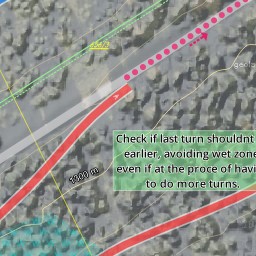 Check if last turn shouldnt
earlier, avoiding wet zone
even if at the proce of havi
to do more turns.
1300 m